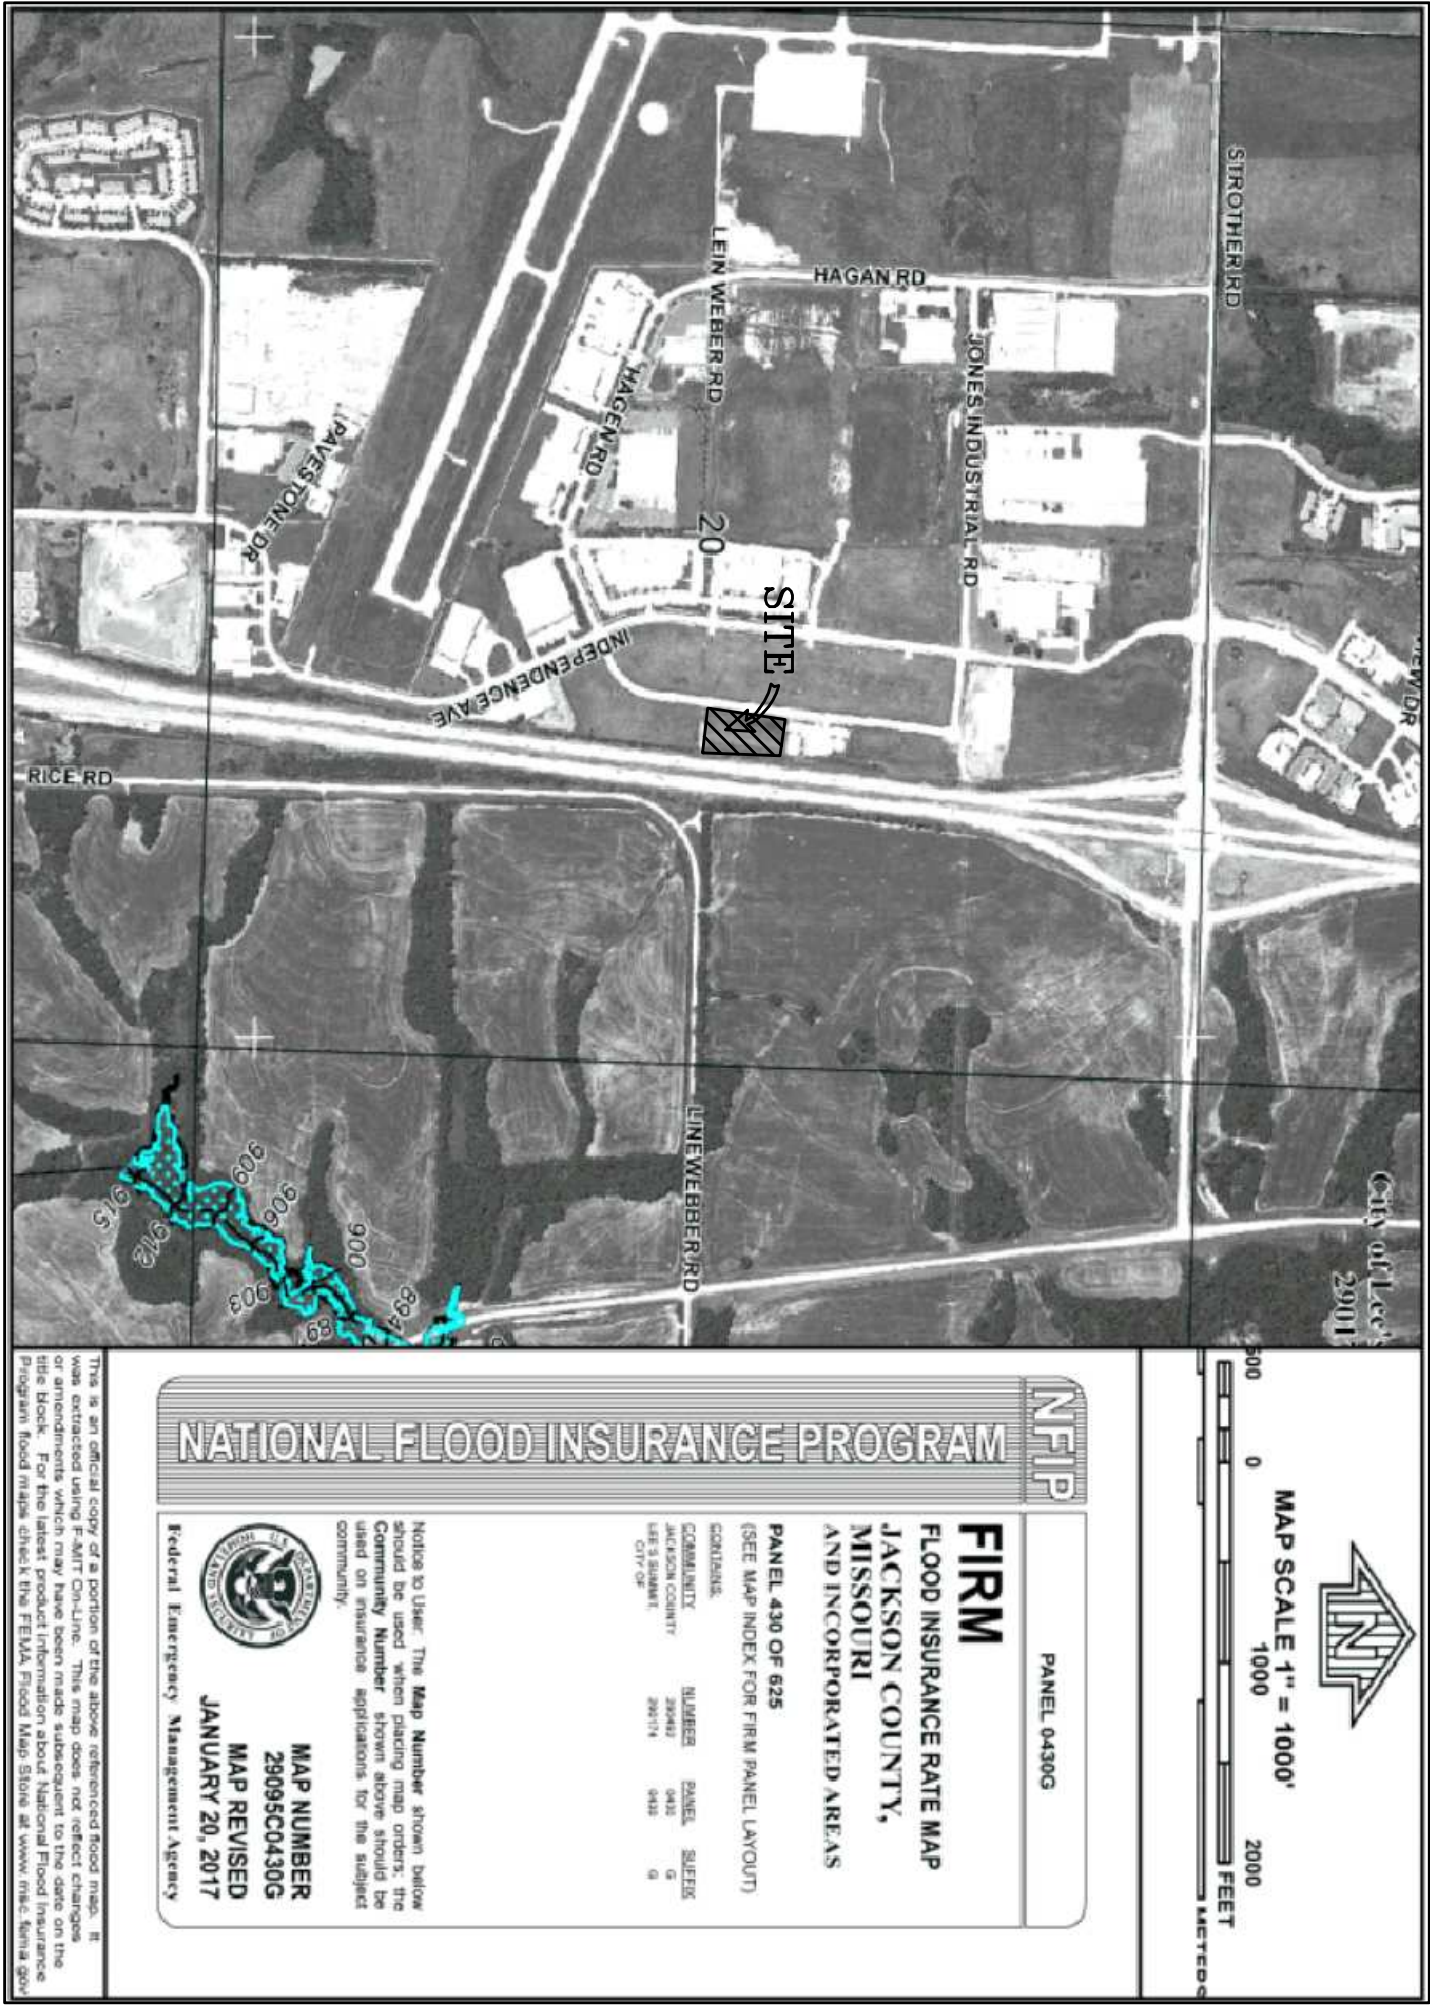 STROTHER RD
HAGAN RD
LEIN WEBER RD
JONES INDUSTRIAL RD
HAGEN RD
PAVESTONE DR
20
SITE
INDEPENDENCE AVE
RICE RD
LINEWEBBER RD
City of Lee's
2901
915
912
909
906
903
900
894
MAP SCALE 1" = 1000'
500 0 1000 2000
FEET
METERS
N
NFIP
NATIONAL FLOOD INSURANCE PROGRAM
PANEL 0430G
FIRM
FLOOD INSURANCE RATE MAP
JACKSON COUNTY,
MISSOURI
AND INCORPORATED AREAS
PANEL 430 OF 625
(SEE MAP INDEX FOR FIRM PANEL LAYOUT)
CONTAINS:
COMMUNITY NUMBER PANEL SUFFIX
JACKSON COUNTY 290492 0430 G
LEE'S SUMMIT, 290174 0430 G
CITY OF
Notice to User: The Map Number shown below
should be used when placing map orders; the
Community Number shown above should be
used on insurance applications for the subject
community.
MAP NUMBER
29095C0430G
MAP REVISED
JANUARY 20, 2017
Federal Emergency Management Agency
This is an official copy of a portion of the above referenced flood map. It
was extracted using F-MIT On-Line. This map does not reflect changes
or amendments which may have been made subsequent to the date on the
title block. For the latest product information about National Flood Insurance
Program flood maps check the FEMA Flood Map Store at www.msc.fema.gov